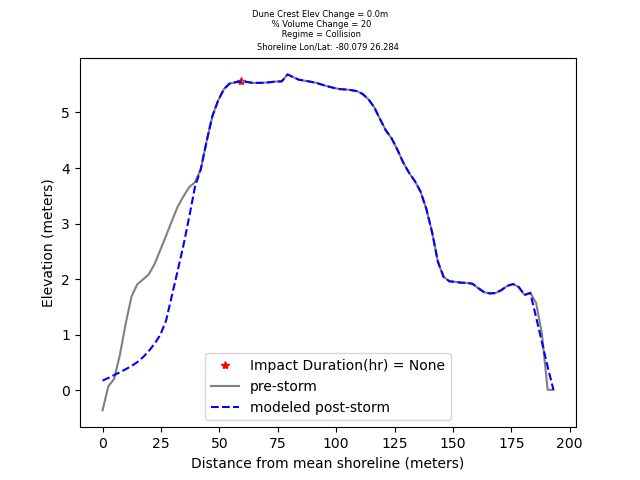 Dune Crest Elev Change = 0.0m
% Volume Change = 20
Regime = Collision
Shoreline Lon/Lat: -80.079 26.284
5
4
3
2
1
0
Elevation (meters)
Impact Duration(hr) = None
pre-storm
modeled post-storm
0 25 50 75 100 125 150 175 200
Distance from mean shoreline (meters)